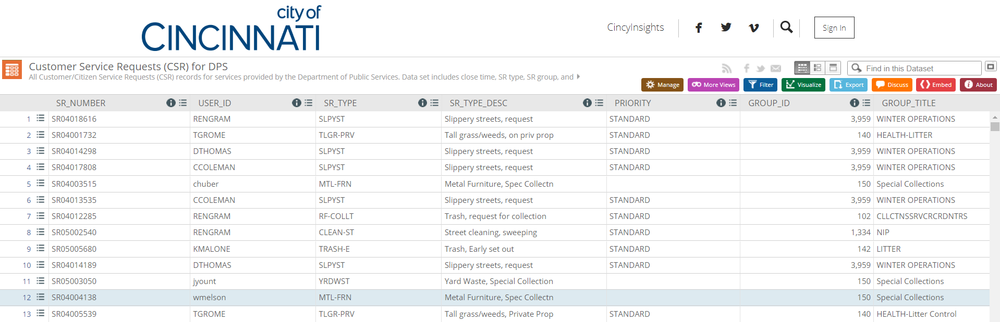 city of
CINCINNATI
CincyInsights
Sign In
Customer Service Requests (CSR) for DPS
All Customer/Citizen Service Requests (CSR) records for services provided by the Department of Public Services. Data set includes close time, SR type, SR group, and
Find in this Dataset
Manage More Views Filter Visualize Export Discuss Embed About
SR_NUMBER USER_ID SR_TYPE SR_TYPE_DESC PRIORITY GROUP_ID GROUP_TITLE
1 SR04018616 RENGRAM SLPYST Slippery streets, request STANDARD 3,959 WINTER OPERATIONS
2 SR04001732 TGROME TLGR-PRV Tall grass/weeds, on priv prop STANDARD 140 HEALTH-LITTER
3 SR04014298 DTHOMAS SLPYST Slippery streets, request STANDARD 3,959 WINTER OPERATIONS
4 SR04017808 CCOLEMAN SLPYST Slippery streets, request STANDARD 3,959 WINTER OPERATIONS
5 SR04003515 chuber MTL-FRN Metal Furniture, Spec Collectn 150 Special Collections
6 SR04013535 CCOLEMAN SLPYST Slippery streets, request STANDARD 3,959 WINTER OPERATIONS
7 SR04012285 RENGRAM RF-COLLT Trash, request for collection STANDARD 102 CLLCTNSSRVCRCRDNTRS
8 SR05002540 RENGRAM CLEAN-ST Street cleaning, sweeping STANDARD 1,334 NIP
9 SR05005680 KMALONE TRASH-E Trash, Early set out STANDARD 142 LITTER
10 SR04014189 DTHOMAS SLPYST Slippery streets, request STANDARD 3,959 WINTER OPERATIONS
11 SR05003050 jyount YRDWST Yard Waste, Special Collection 150 Special Collections
12 SR04004138 wmelson MTL-FRN Metal Furniture, Spec Collectn 150 Special Collections
13 SR04005539 TGROME TLGR-PRV Tall grass/weeds, Private Prop STANDARD 140 HEALTH-Litter Control